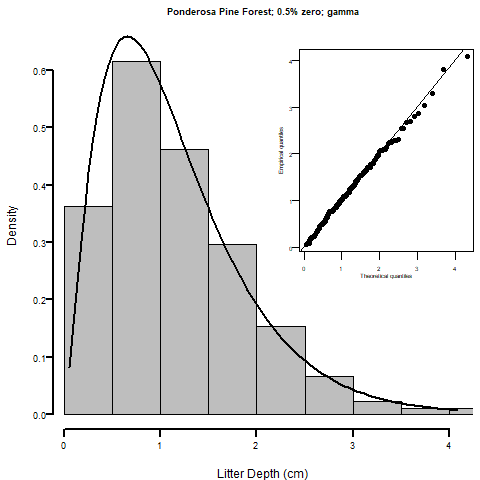 Ponderosa Pine Forest; 0.5% zero; gamma
Density
0.6
0.5
0.4
0.3
0.2
0.1
0.0
0 1 2 3 4
Litter Depth (cm)
Empirical quantiles
4
3
2
1
0
0 1 2 3 4
Theoretical quantiles